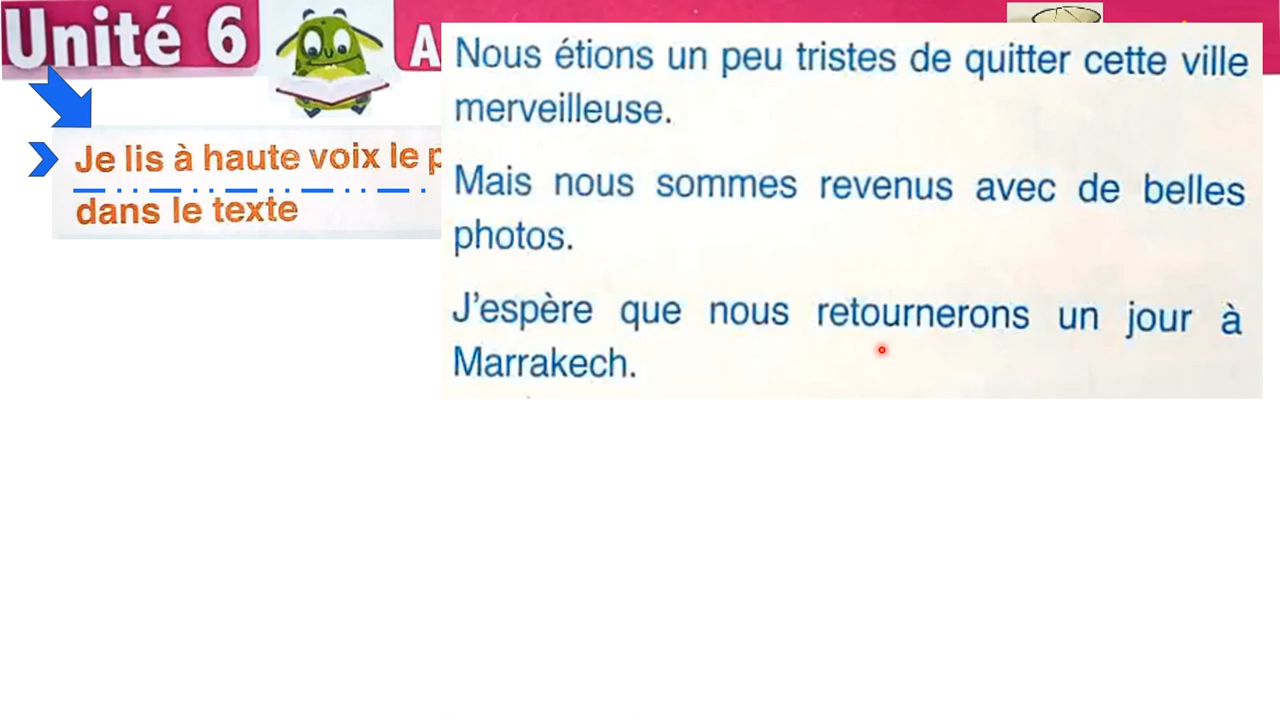 Unité 6
A
Nous étions un peu tristes de quitter cette ville
merveilleuse.
Je lis à haute voix le p
dans le texte
Mais nous sommes revenus avec de belles
photos.
J'espère que nous retournerons un jour à
Marrakech.